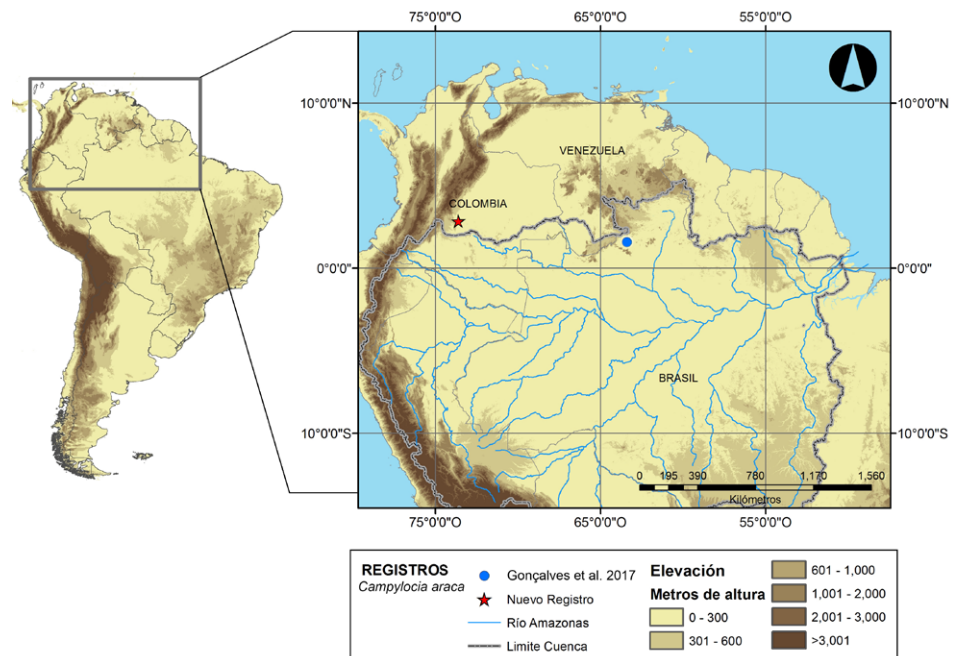 75°0'0"O
65°0'0"O
55°0'0"O
10°0'0"N
10°0'0"N
VENEZUELA
COLOMBIA
0°0'0"
0°0'0"
BRASIL
10°0'0"S
10°0'0"S
0 195 390 780 1,170 1,560
Kilómetros
75°0'0"O
65°0'0"O
55°0'0"O
REGISTROS
Campylocia araca
Gonçalves et al. 2017
Nuevo Registro
Río Amazonas
Limite Cuenca
Elevación
Metros de altura
0 - 300
301 - 600
601 - 1,000
1,001 - 2,000
2,001 - 3,000
>3,001